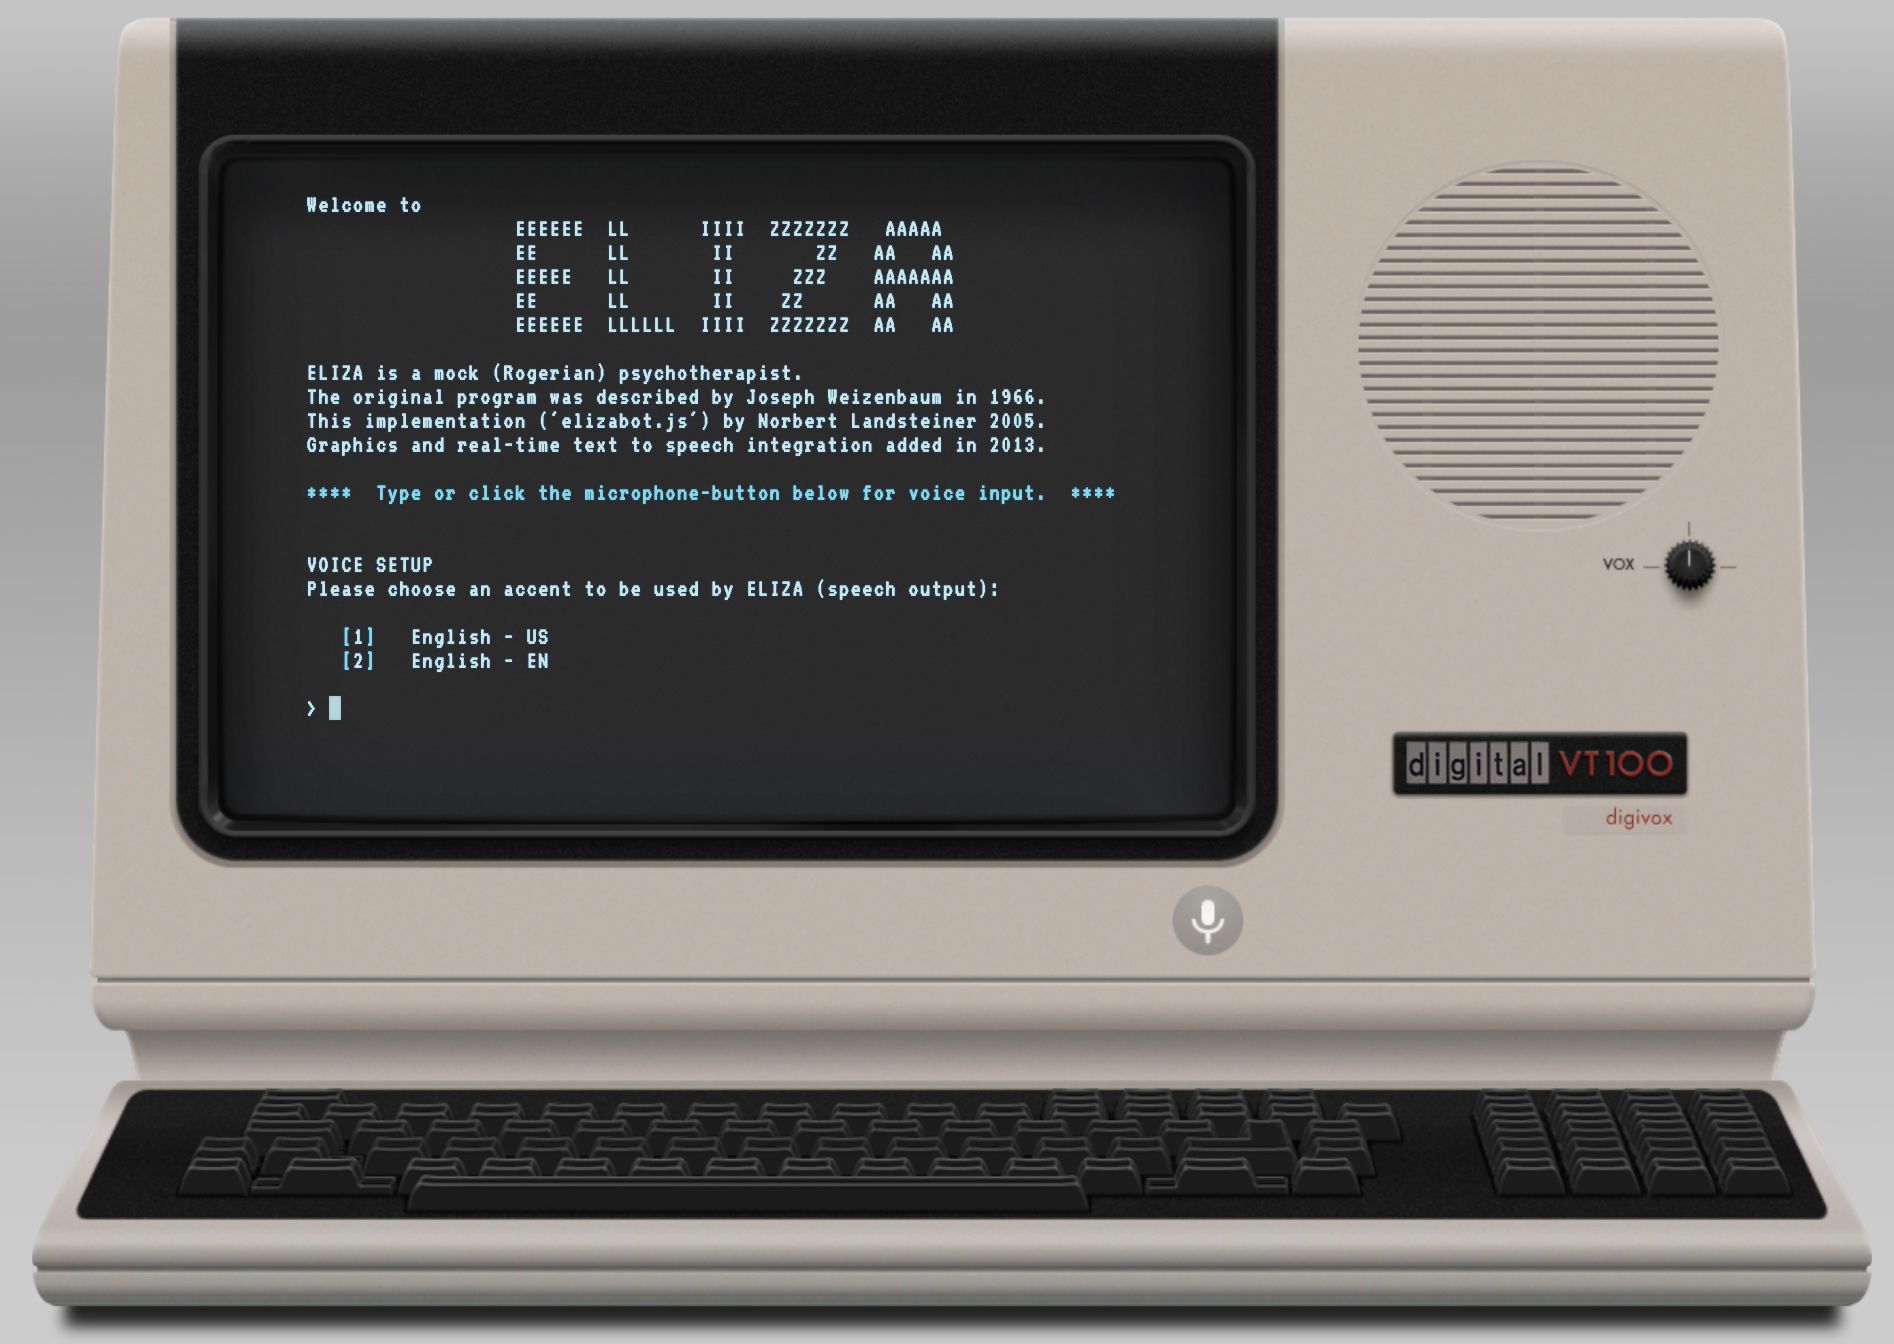 Welcome to
EEEEEE  LL      IIII  ZZZZZZZ   AAAAA
EE      LL       II       ZZ   AA   AA
EEEEE   LL       II     ZZZ    AAAAAAA
EE      LL       II    ZZ      AA   AA
EEEEEE  LLLLLL  IIII  ZZZZZZZ  AA   AA
ELIZA is a mock (Rogerian) psychotherapist.
The original program was described by Joseph Weizenbaum in 1966.
This implementation (´elizabot.js´) by Norbert Landsteiner 2005.
Graphics and real-time text to speech integration added in 2013.
****  Type or click the microphone-button below for voice input.  ****
VOICE SETUP
Please choose an accent to be used by ELIZA (speech output):
[1]   English - US
[2]   English - EN
>
VOX
digital VT100
digivox